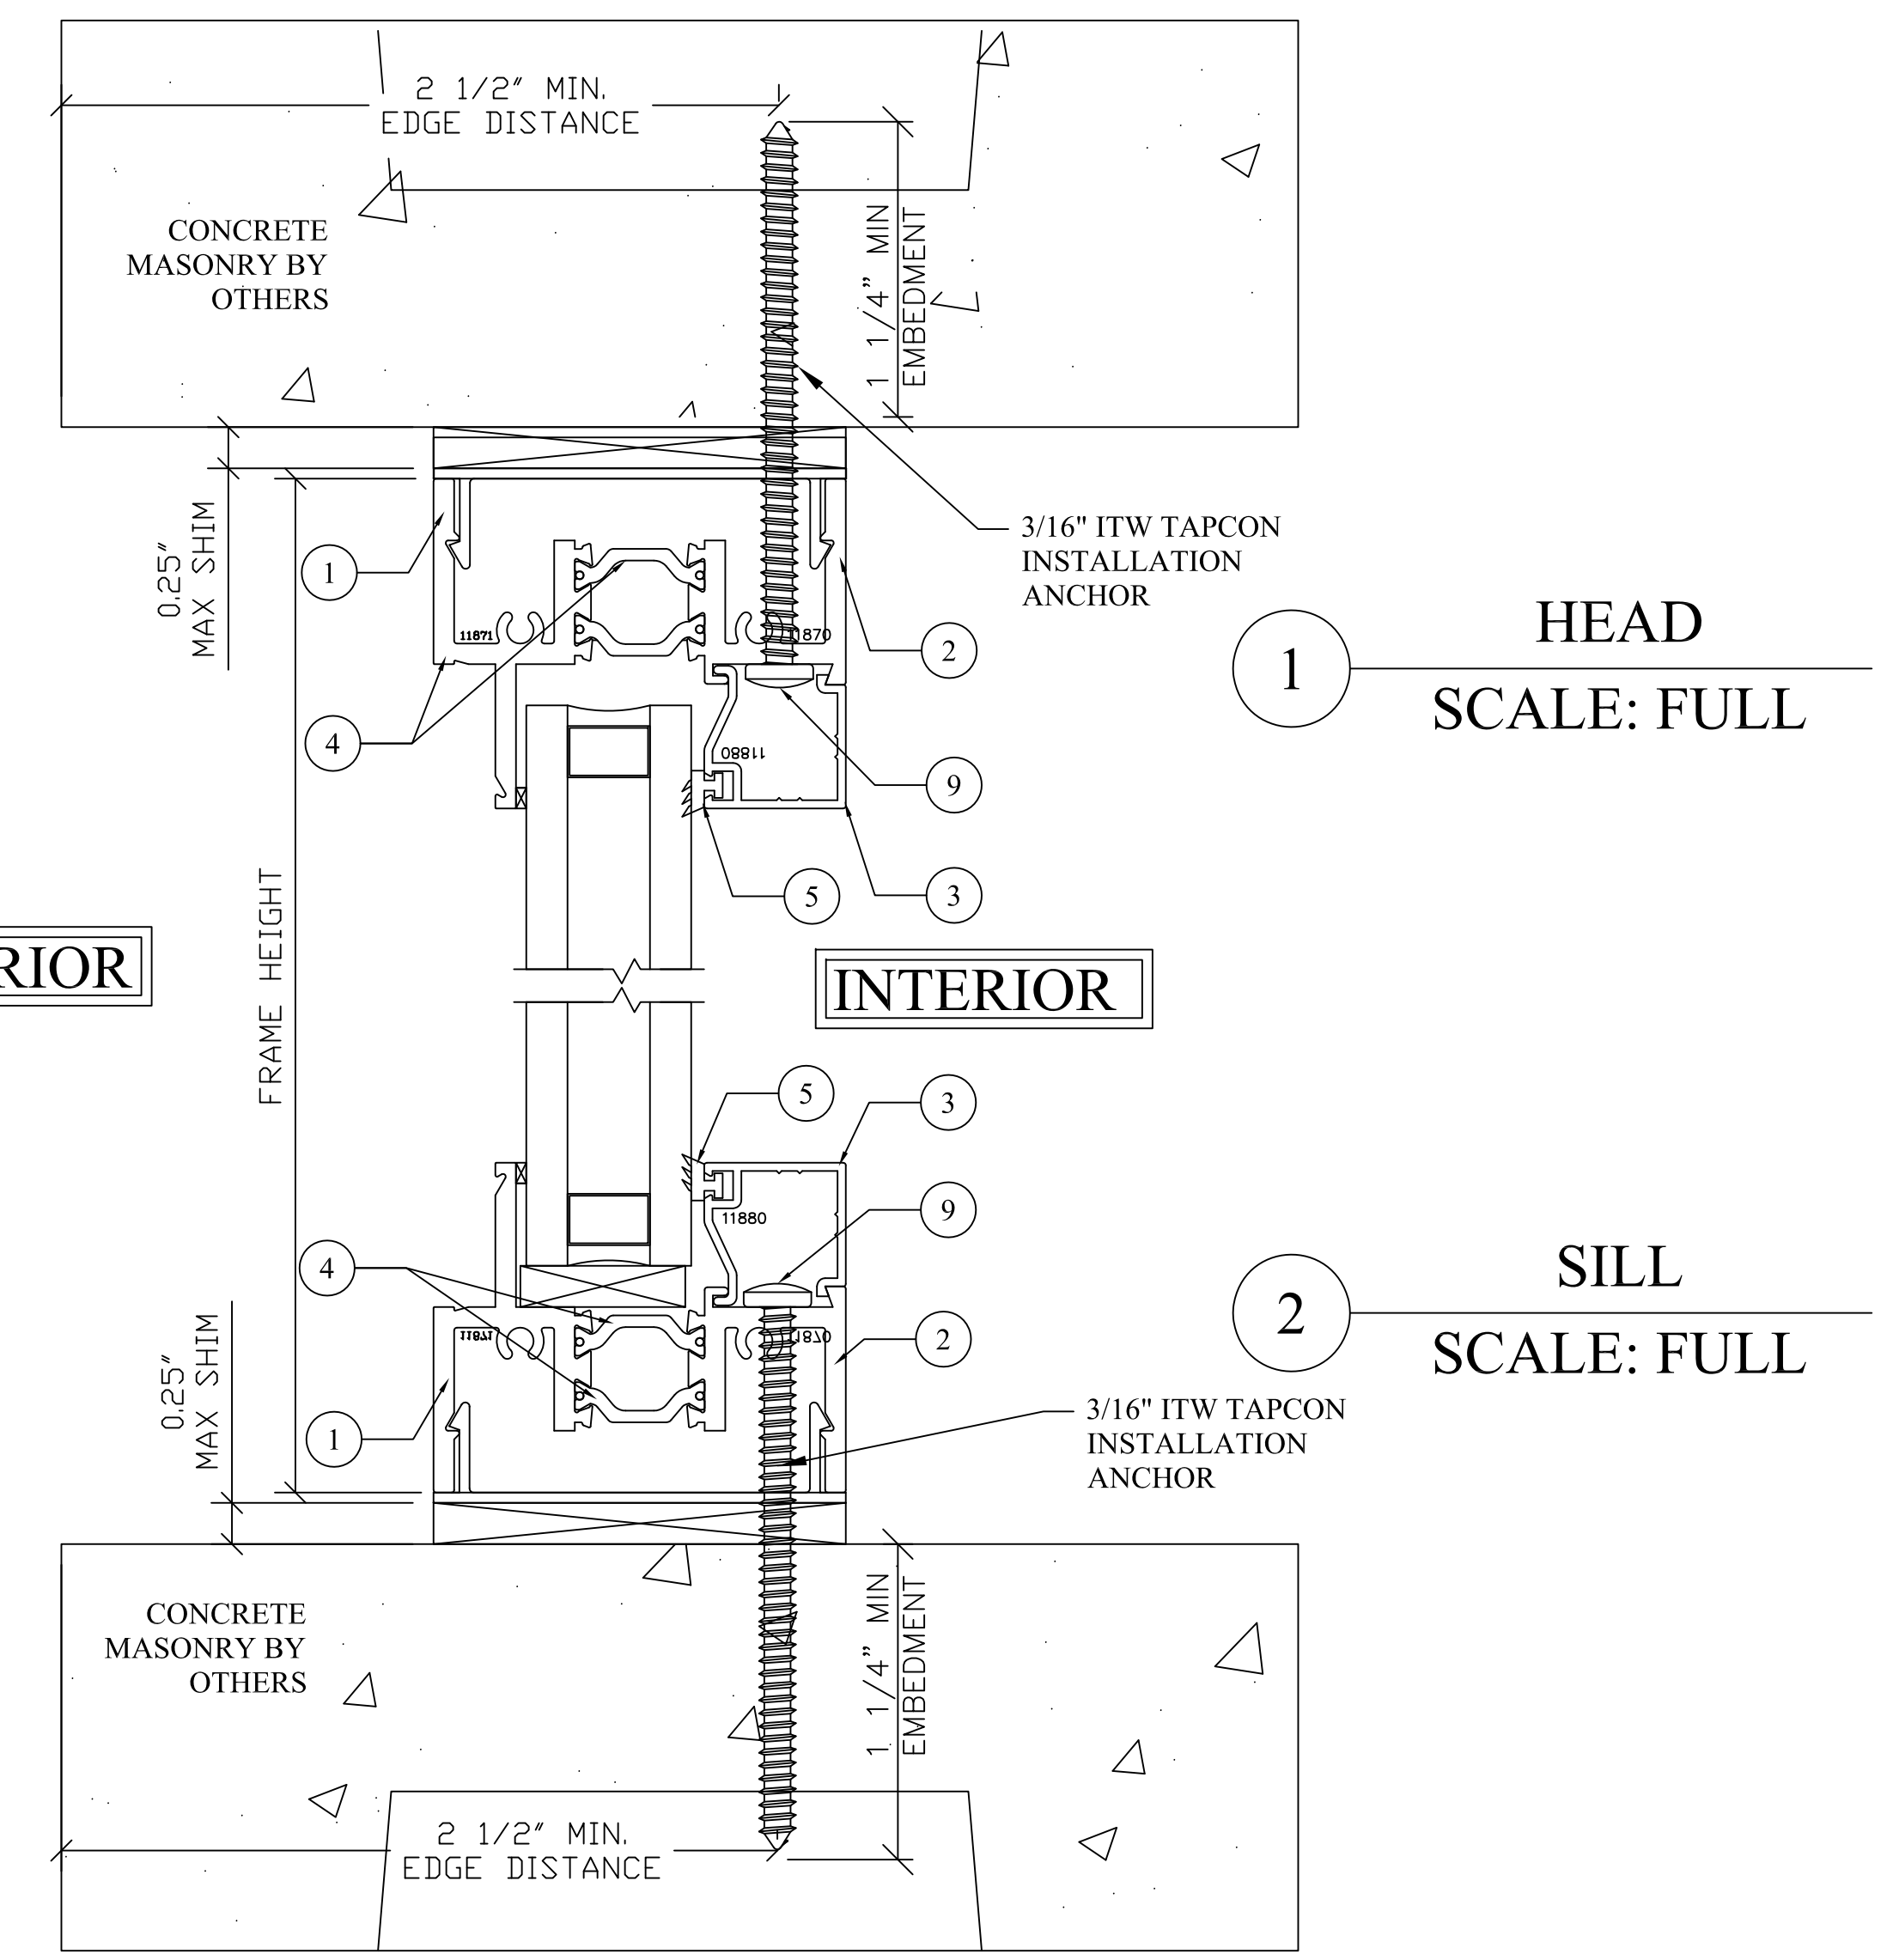 2 1/2" MIN.
EDGE DISTANCE
CONCRETE
MASONRY BY
OTHERS
1 1/4" MIN
EMBEDMENT
0.25"
MAX SHIM
3/16" ITW TAPCON
INSTALLATION
ANCHOR
1
11871
11870
2
4
11880
9
5
3
1
HEAD
SCALE: FULL
FRAME HEIGHT
RIOR
INTERIOR
5
3
11880
9
4
11871
11870
2
1
0.25"
MAX SHIM
3/16" ITW TAPCON
INSTALLATION
ANCHOR
2
SILL
SCALE: FULL
CONCRETE
MASONRY BY
OTHERS
1 1/4" MIN
EMBEDMENT
2 1/2" MIN.
EDGE DISTANCE